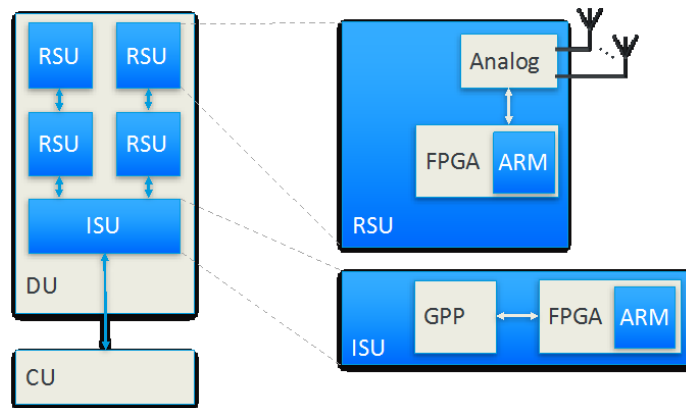 RSU RSU
RSU RSU
ISU
DU
CU
Analog
FPGA ARM
RSU
GPP FPGA ARM
ISU